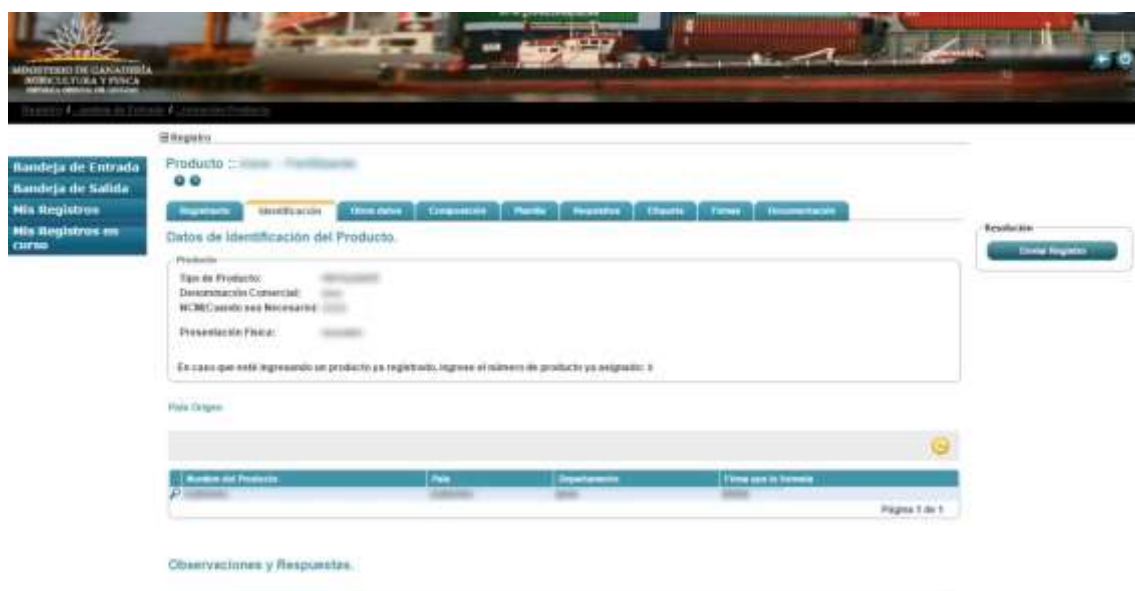 MINISTERIO DE GANADERÍA
AGRICULTURA Y PESCA
Registro /
Registro
Producto ::
Bandeja de Entrada
Bandeja de Salida
Mis Registros
Mis Registros en
curso
Registrante Identificación Otros datos Composición Planilla Requisitos Etiqueta Firmas Documentación
Datos de Identificación del Producto.
Resolución
Enviar Registro
Producto
Tipo de Producto:
Denominación Comercial:
NCM(Cuando sea Necesario):
Presentación Física:
En caso que esté ingresando un producto ya registrado, ingrese el número de producto ya asignado: 0
País Origen
Nombre del Producto País Departamento Firma que lo formula
Página 1 de 1
Observaciones y Respuestas.